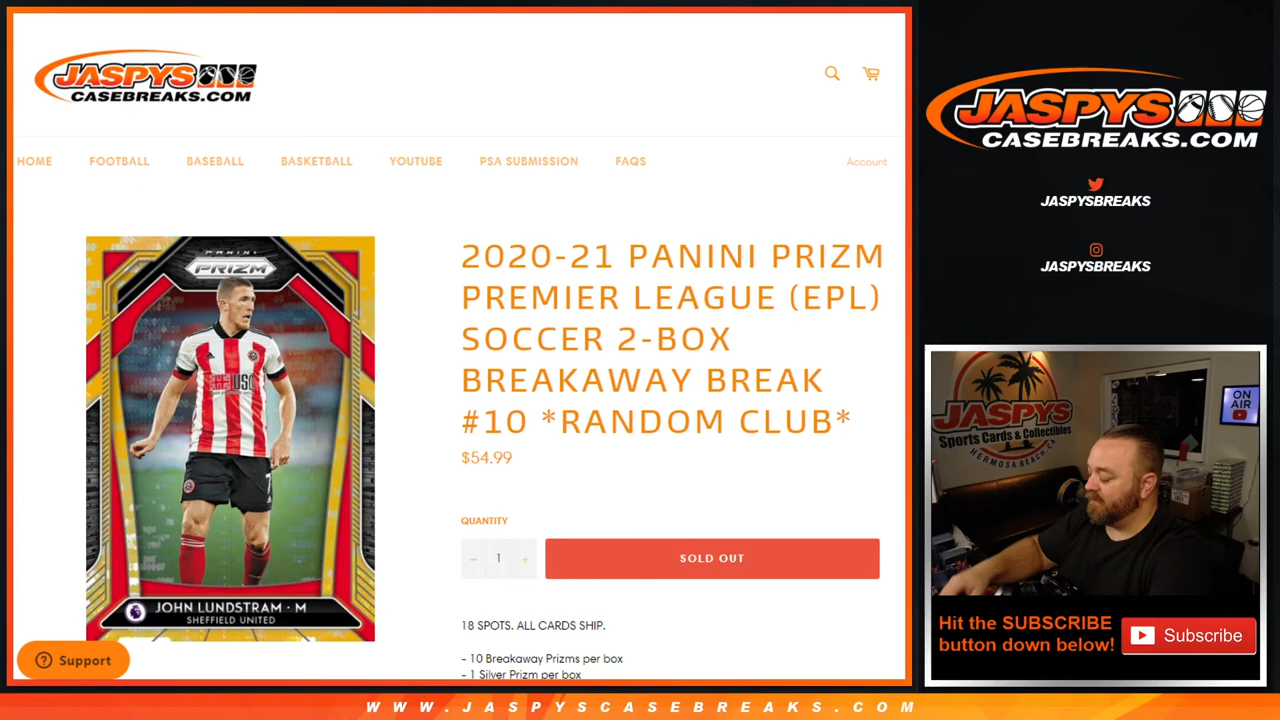 JASPYS
CASEBREAKS.COM
HOME
FOOTBALL
BASEBALL
BASKETBALL
YOUTUBE
PSA SUBMISSION
FAQS
Account
PANINI
PRIZM
JOHN LUNDSTRAM · M
SHEFFIELD UNITED
2020-21 PANINI PRIZM
PREMIER LEAGUE (EPL)
SOCCER 2-BOX
BREAKAWAY BREAK
#10 *RANDOM CLUB*
$54.99
QUANTITY
− 1 +
SOLD OUT
18 SPOTS. ALL CARDS SHIP.
- 10 Breakaway Prizms per box
- 1 Silver Prizm per box
Support
JASPYS
CASEBREAKS.COM
JASPYSBREAKS
JASPYSBREAKS
JASPYS
Sports Cards & Collectibles
HERMOSA BEACH, CA
ON
AIR
Hit the SUBSCRIBE
button down below!
Subscribe
WWW.JASPYSCASEBREAKS.COM